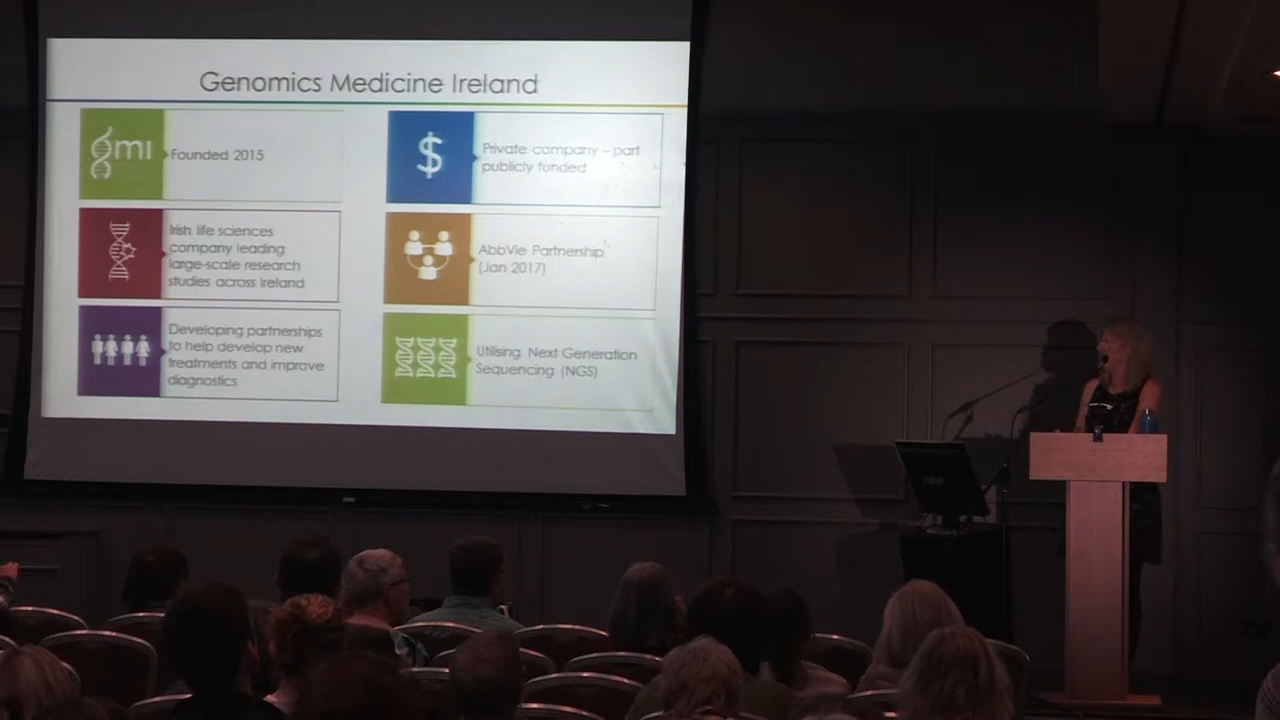 Genomics Medicine Ireland
gmi
Founded 2015
Irish life sciences
company leading
large-scale research
studies across Ireland
Developing partnerships
to help develop new
treatments and improve
diagnostics
$
Private company – part
publicly funded
AbbVie Partnership
(Jan 2017)
Utilising Next Generation
Sequencing (NGS)